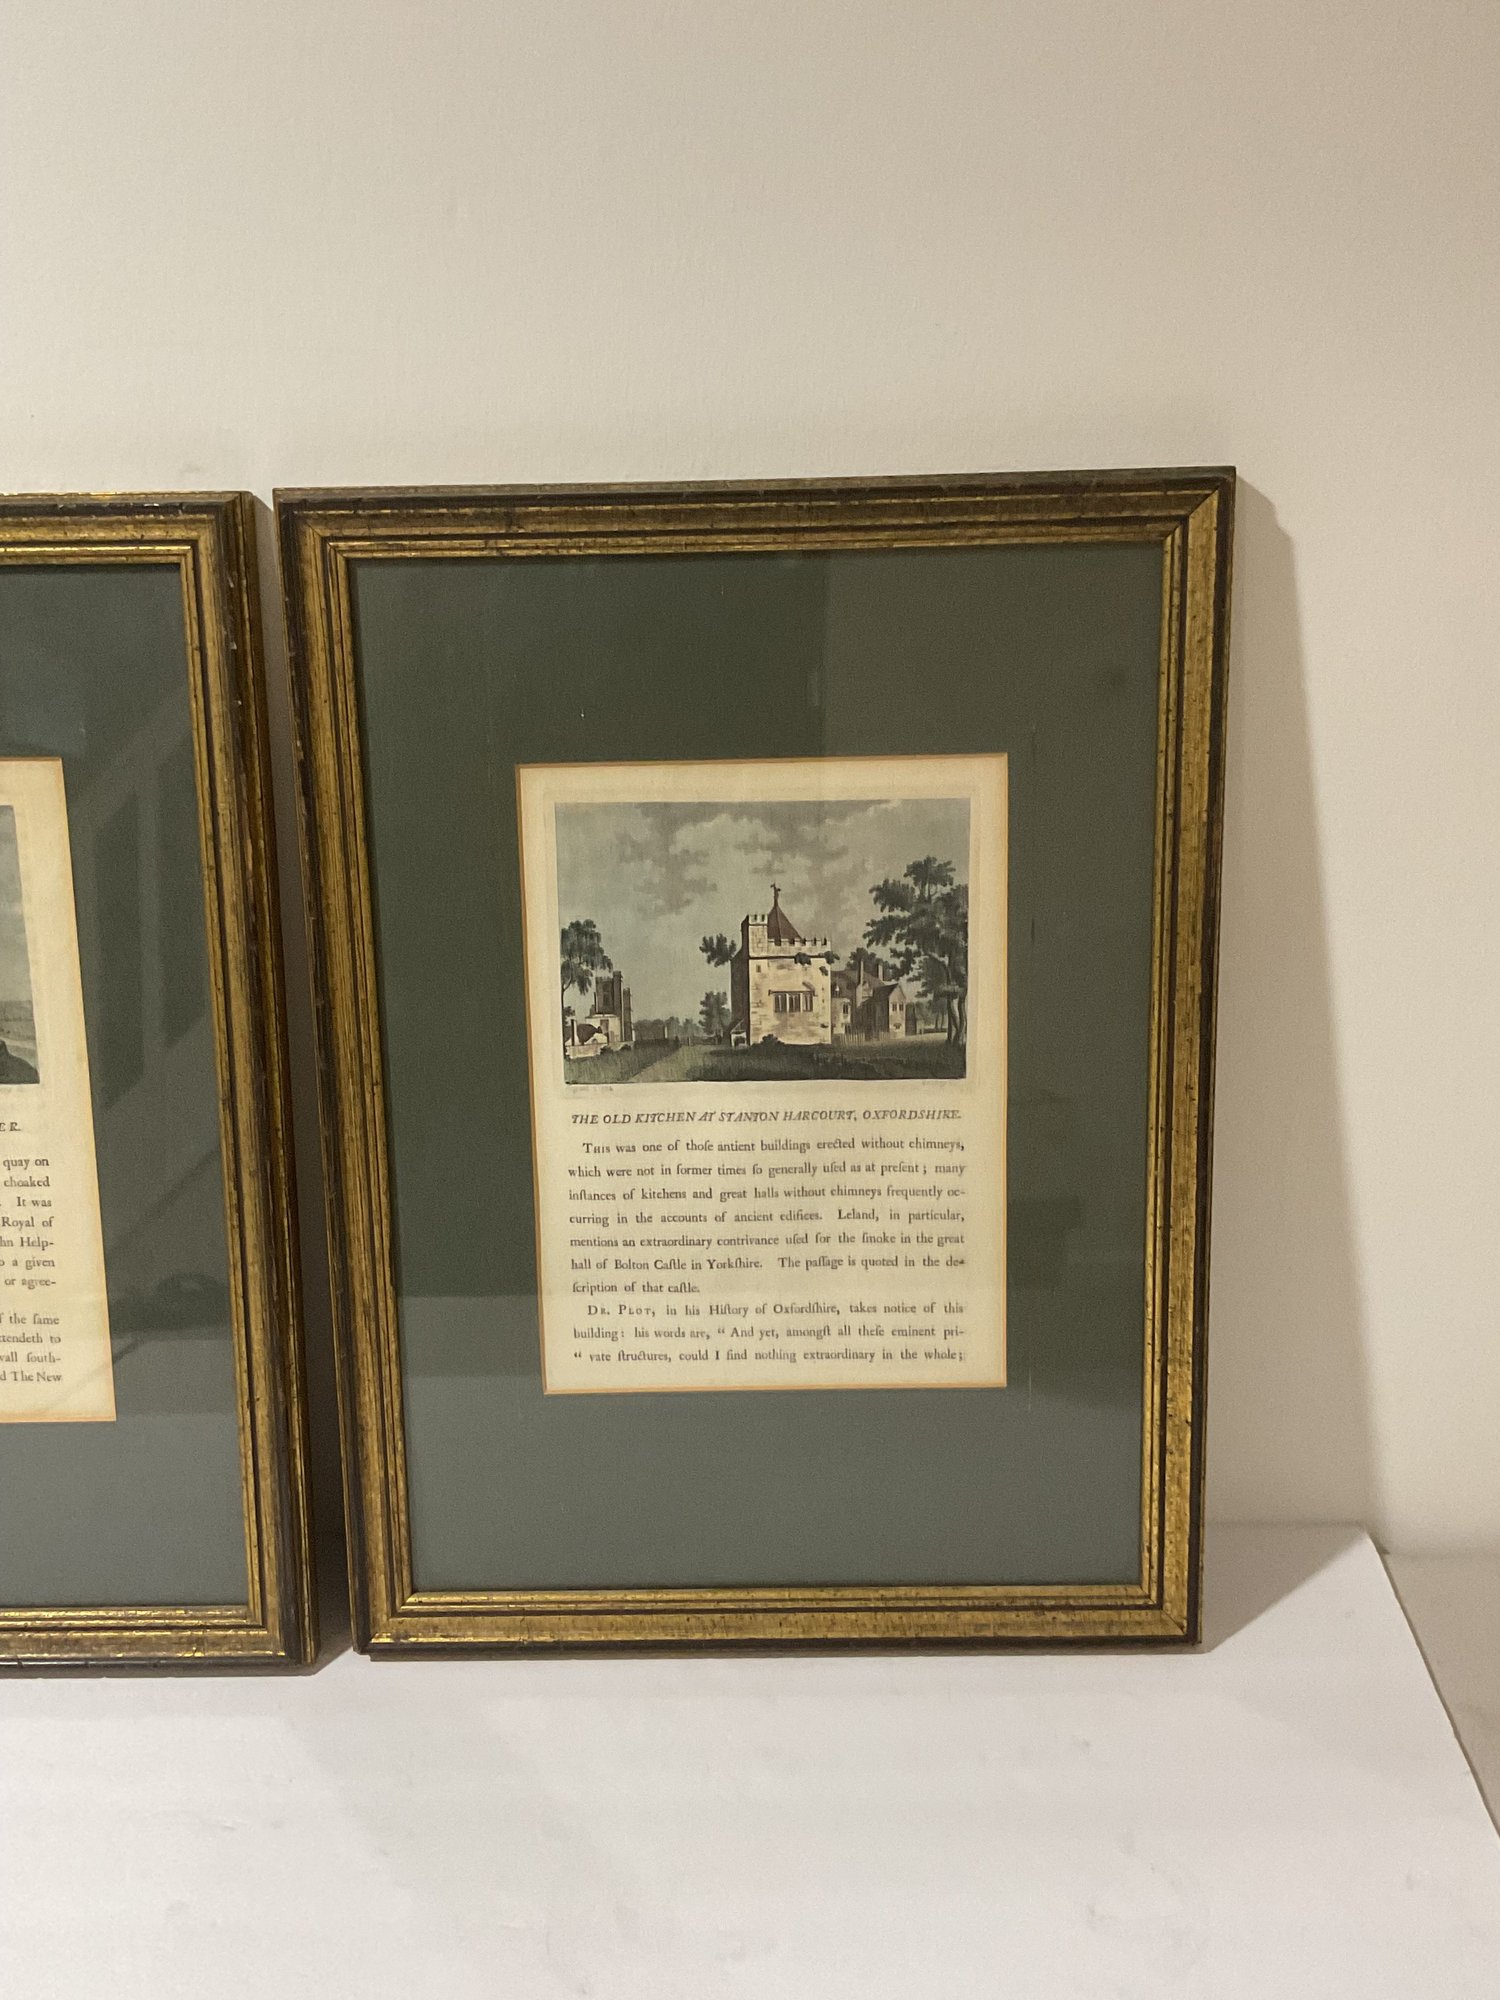 ER.
quay on
choaked
. It was
Royal of
hn Help-
o a given
or agree-
f the ſame
tendeth to
wall ſouth-
d The New
THE OLD KITCHEN AT STANTON HARCOURT, OXFORDSHIRE.
THIS was one of thoſe antient buildings erected without chimneys,
which were not in former times ſo generally uſed as at preſent ; many
inſtances of kitchens and great halls without chimneys frequently oc-
curring in the accounts of ancient edifices. Leland, in particular,
mentions an extraordinary contrivance uſed for the ſmoke in the great
hall of Bolton Caſtle in Yorkſhire. The paſſage is quoted in the de-
ſcription of that caſtle.
DR. PLOT, in his Hiſtory of Oxfordſhire, takes notice of this
building : his words are, “ And yet, amongſt all theſe eminent pri-
“ vate ſtructures, could I find nothing extraordinary in the whole ;